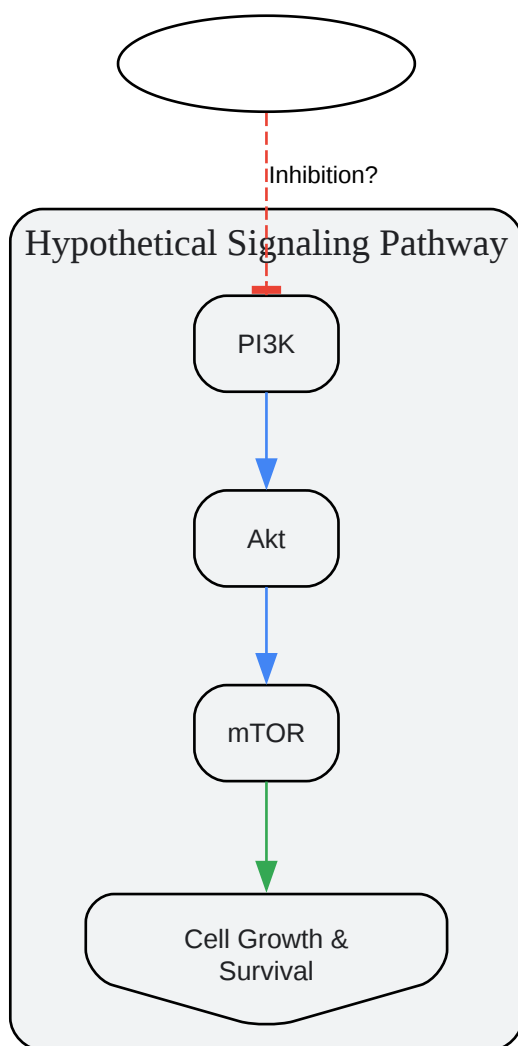 Inhibition?
Hypothetical Signaling Pathway
PI3K
Akt
mTOR
Cell Growth &
Survival